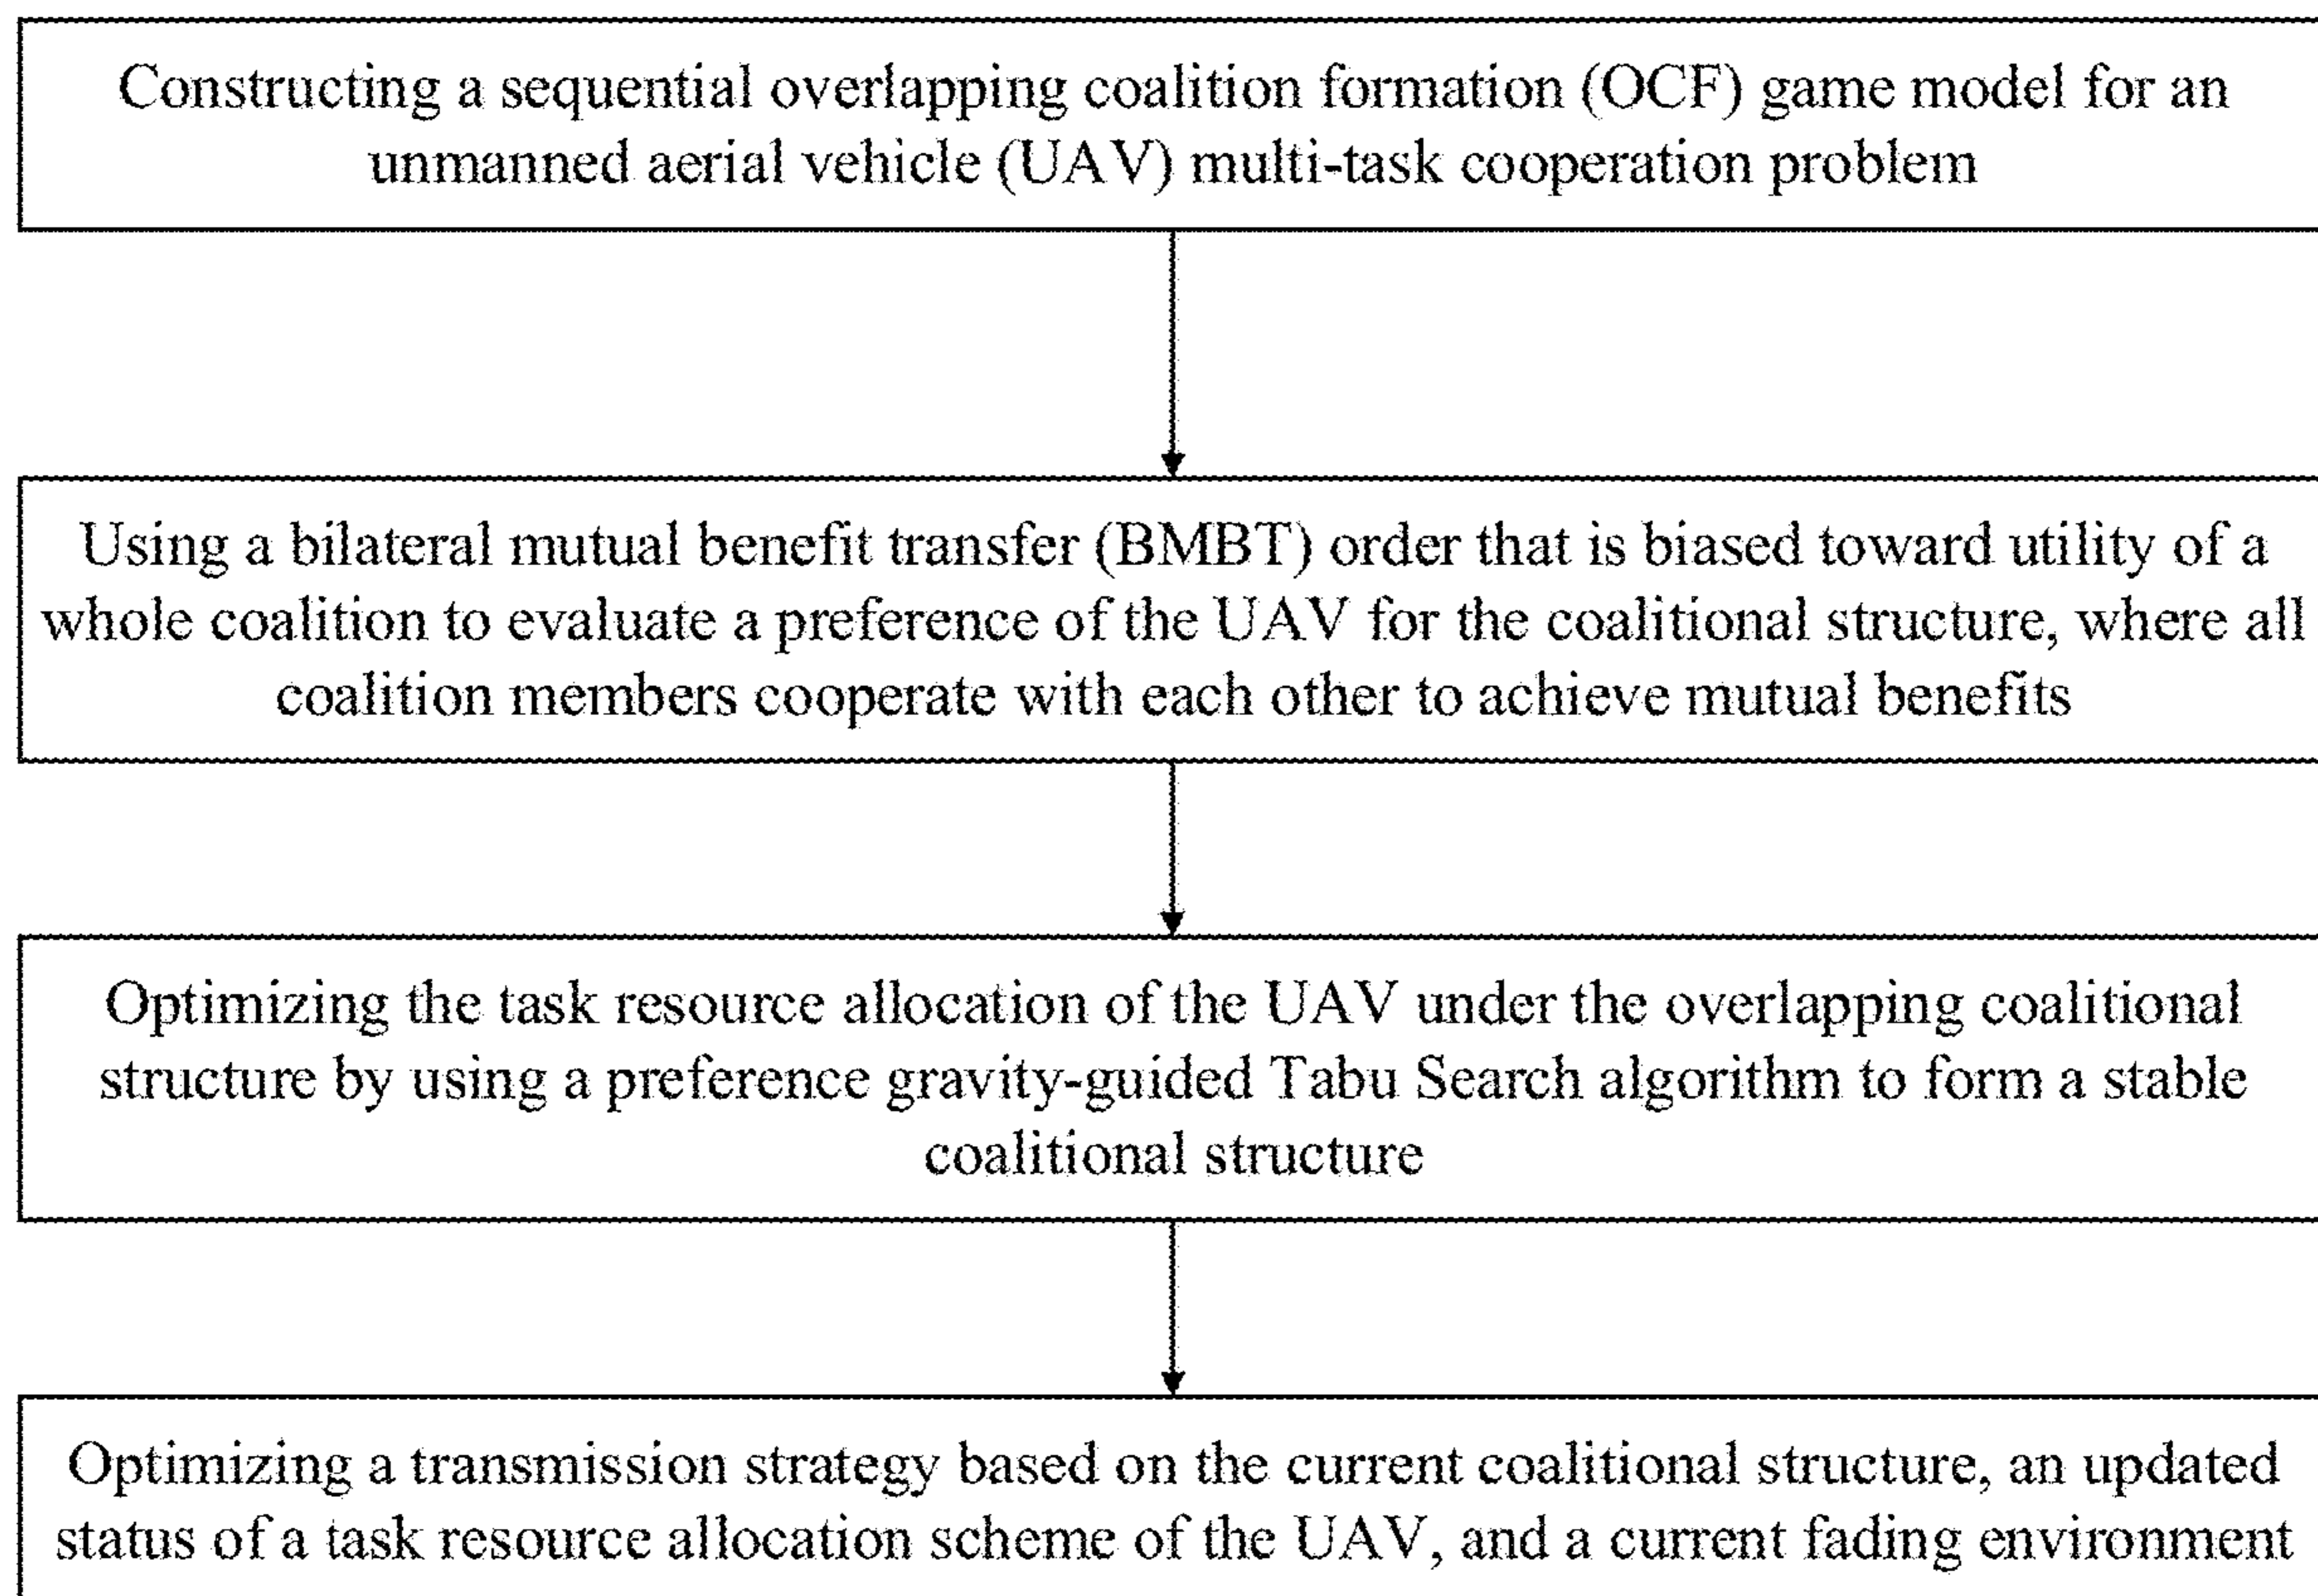 Constructing a sequential overlapping coalition formation (OCF) game model for an
unmanned aerial vehicle (UAV) multi-task cooperation problem
Using a bilateral mutual benefit transfer (BMBT) order that is biased toward utility of a
whole coalition to evaluate a preference of the UAV for the coalitional structure, where all
coalition members cooperate with each other to achieve mutual benefits
Optimizing the task resource allocation of the UAV under the overlapping coalitional
structure by using a preference gravity-guided Tabu Search algorithm to form a stable
coalitional structure
Optimizing a transmission strategy based on the current coalitional structure, an updated
status of a task resource allocation scheme of the UAV, and a current fading environment